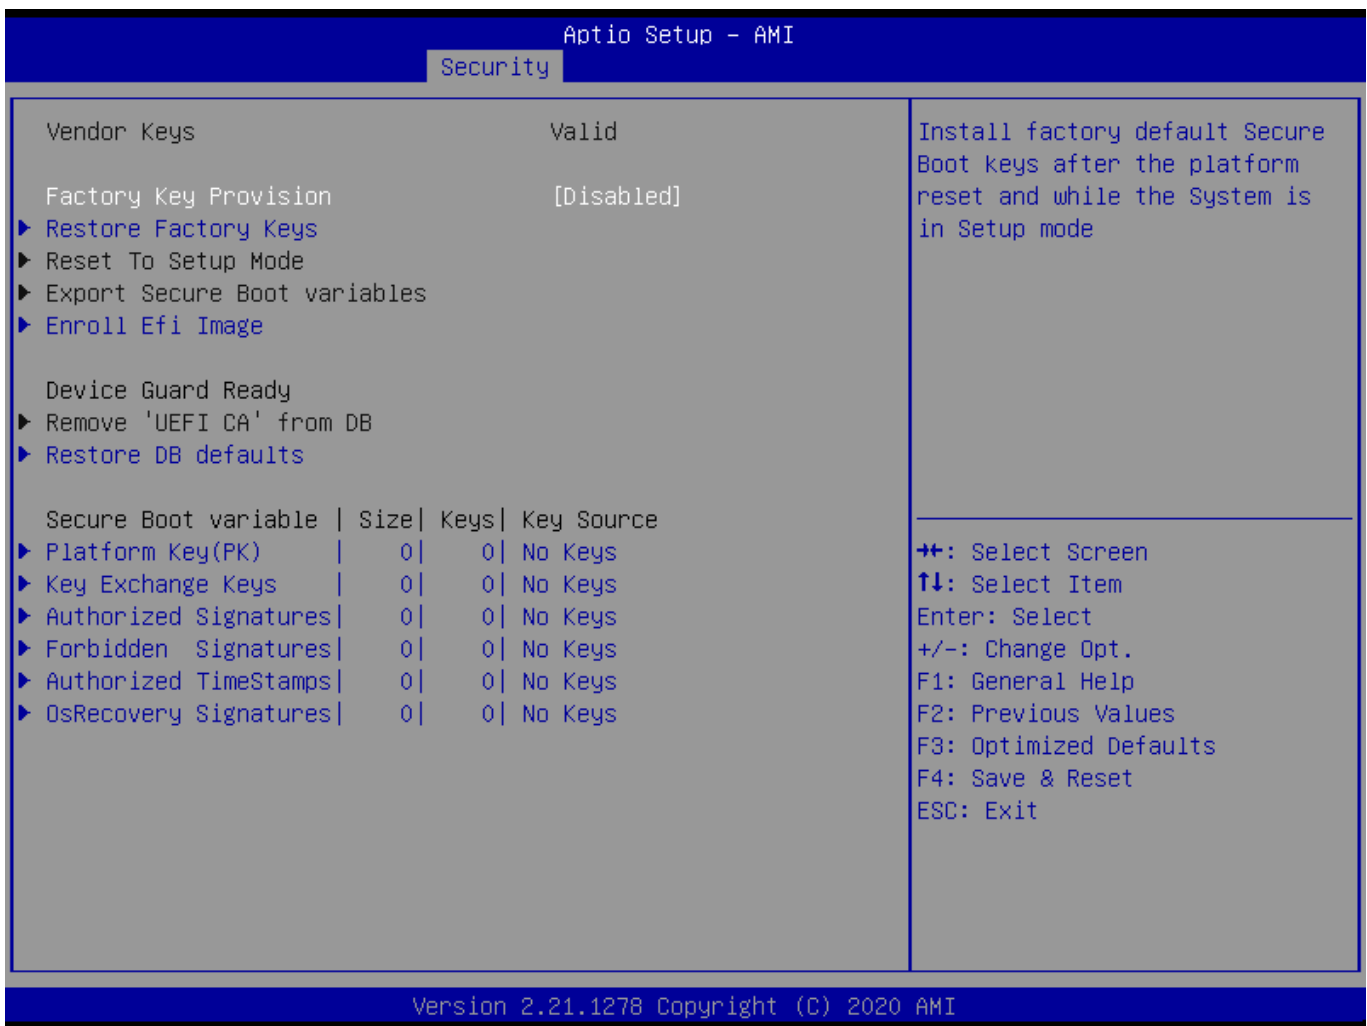 Aptio Setup – AMI
Security
Vendor Keys Valid
Factory Key Provision [Disabled]
Restore Factory Keys
Reset To Setup Mode
Export Secure Boot variables
Enroll Efi Image
Device Guard Ready
Remove 'UEFI CA' from DB
Restore DB defaults
Secure Boot variable | Size| Keys| Key Source
Platform Key(PK) | 0| 0| No Keys
Key Exchange Keys | 0| 0| No Keys
Authorized Signatures| 0| 0| No Keys
Forbidden Signatures| 0| 0| No Keys
Authorized TimeStamps| 0| 0| No Keys
OsRecovery Signatures| 0| 0| No Keys
Install factory default Secure
Boot keys after the platform
reset and while the System is
in Setup mode
→←: Select Screen
↑↓: Select Item
Enter: Select
+/-: Change Opt.
F1: General Help
F2: Previous Values
F3: Optimized Defaults
F4: Save & Reset
ESC: Exit
Version 2.21.1278 Copyright (C) 2020 AMI